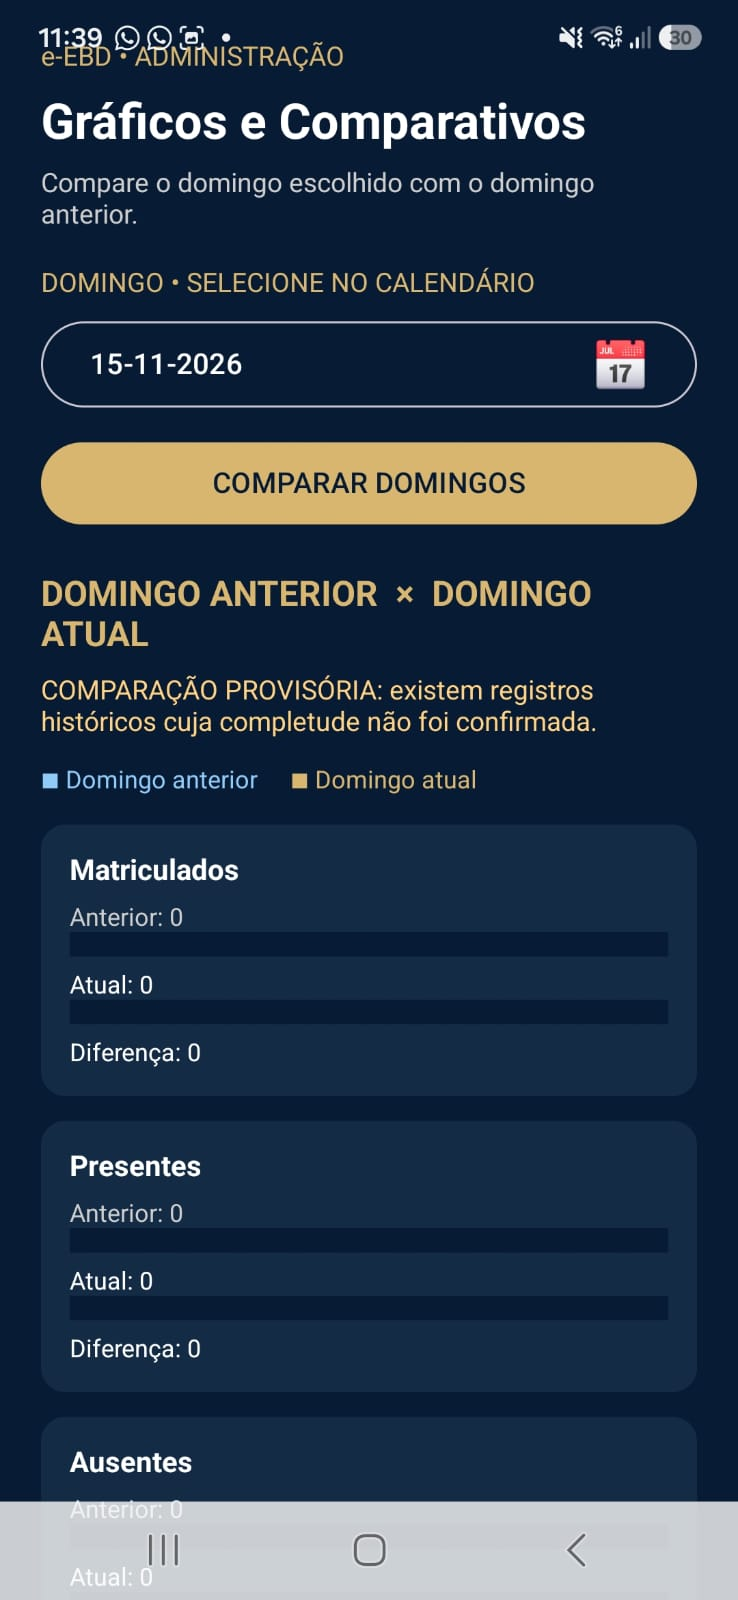 11:39
30
e-EBD • ADMINISTRAÇÃO
Gráficos e Comparativos
Compare o domingo escolhido com o domingo
anterior.
DOMINGO • SELECIONE NO CALENDÁRIO
15-11-2026
JUL
17
COMPARAR DOMINGOS
DOMINGO ANTERIOR × DOMINGO
ATUAL
COMPARAÇÃO PROVISÓRIA: existem registros
históricos cuja completude não foi confirmada.
Domingo anterior
Domingo atual
Matriculados
Anterior: 0
Atual: 0
Diferença: 0
Presentes
Anterior: 0
Atual: 0
Diferença: 0
Ausentes
Anterior: 0
Atual: 0